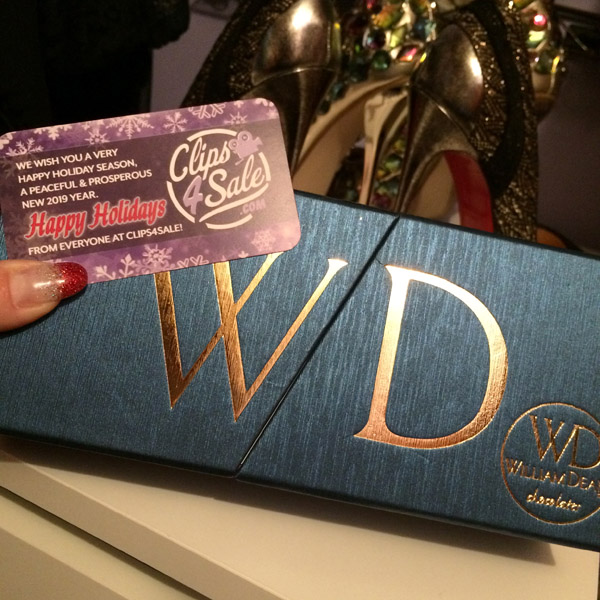 WE WISH YOU A VERY
HAPPY HOLIDAY SEASON,
A PEACEFUL & PROSPEROUS
NEW 2019 YEAR.
Happy Holidays
FROM EVERYONE AT CLIPS4SALE!
Clips
4 Sale
.COM
WD
WD
WILLIAM DEAN
chocolates